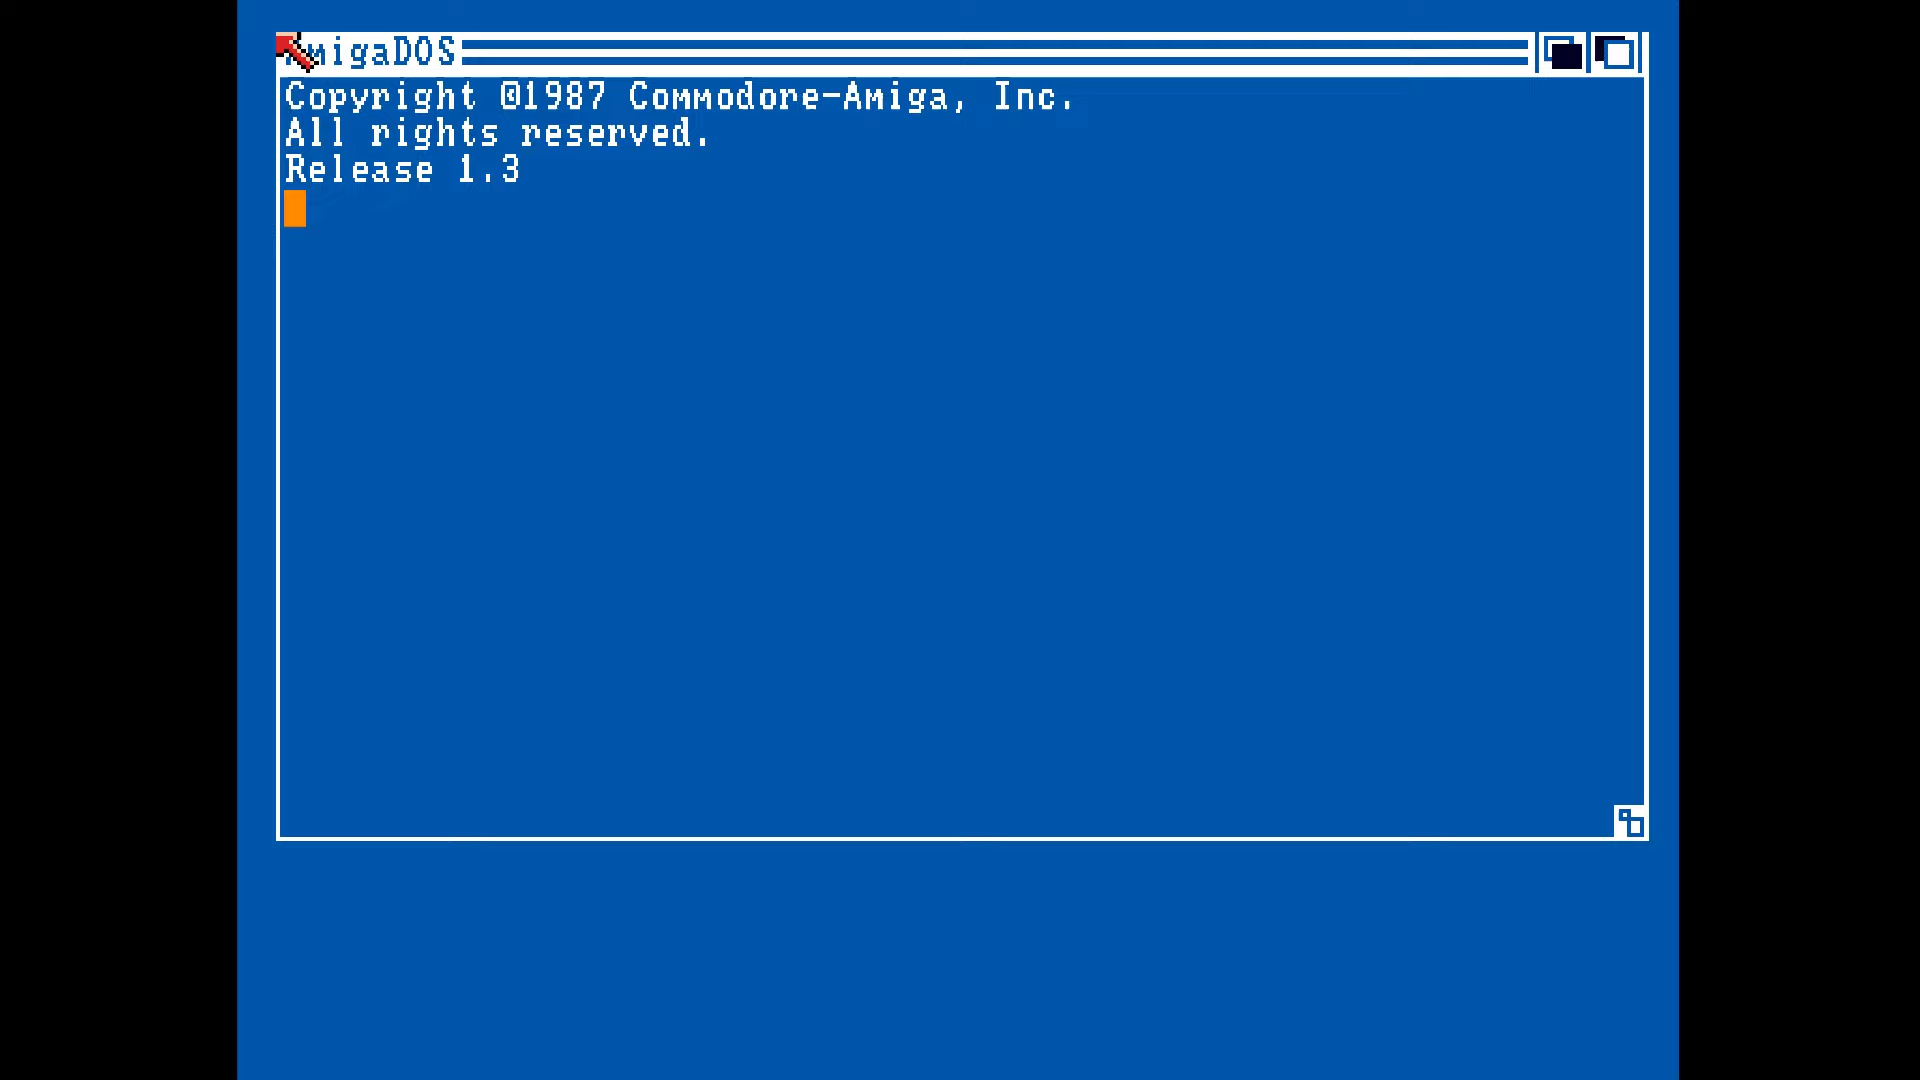 AmigaDOS
Copyright ©1987 Commodore-Amiga, Inc.
All rights reserved.
Release 1.3